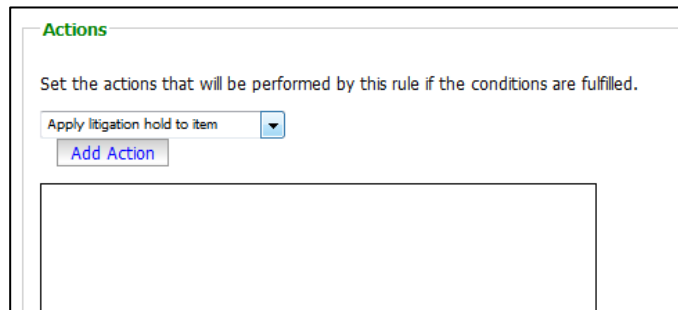 Actions
Set the actions that will be performed by this rule if the conditions are fulfilled.
Apply litigation hold to item
Add Action